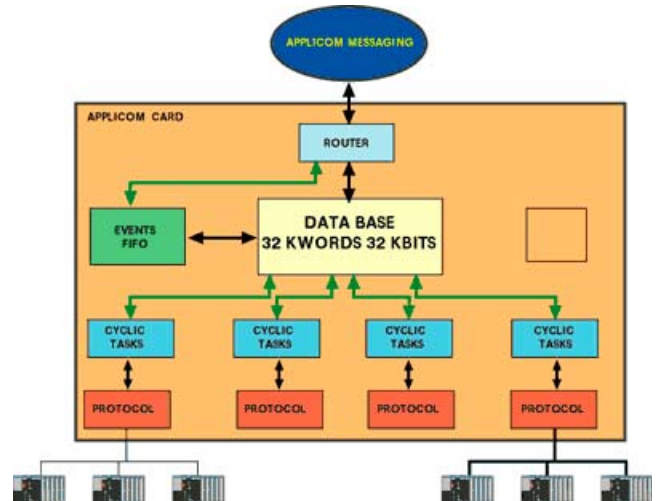 APPLICOM MESSAGING
APPLICOM CARD
ROUTER
EVENTS
FIFO
DATA BASE
32 KWORDS 32 KBITS
CYCLIC
TASKS
CYCLIC
TASKS
CYCLIC
TASKS
CYCLIC
TASKS
PROTOCOL
PROTOCOL
PROTOCOL
PROTOCOL